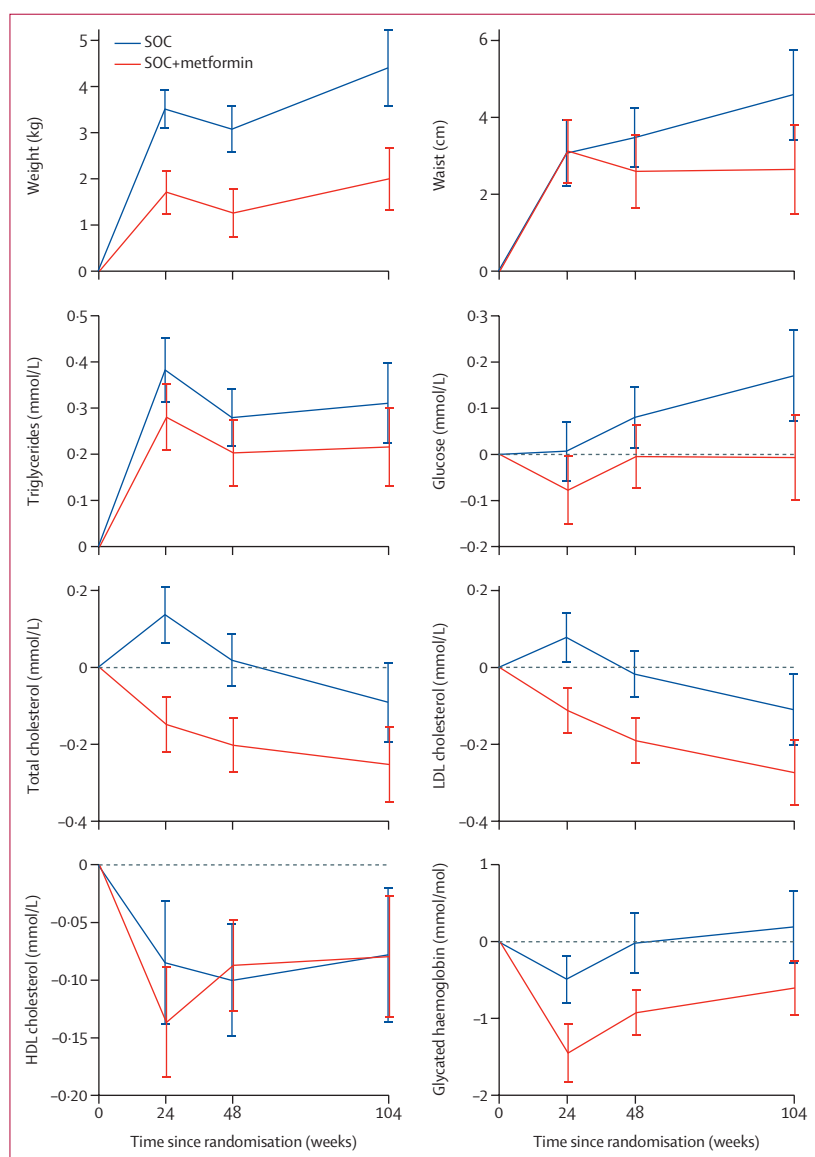 SOC
SOC+metformin
Weight (kg)
5
4
3
2
1
0
Waist (cm)
6
4
2
0
Triglycerides (mmol/L)
0·5
0·4
0·3
0·2
0·1
0
Glucose (mmol/L)
0·3
0·2
0·1
0
–0·1
–0·2
Total cholesterol (mmol/L)
0·2
0
–0·2
–0·4
LDL cholesterol (mmol/L)
0·2
0
–0·2
–0·4
HDL cholesterol (mmol/L)
0
–0·05
–0·10
–0·15
–0·20
0 24 48 104
Time since randomisation (weeks)
Glycated haemoglobin (mmol/mol)
1
0
–1
–2
0 24 48 104
Time since randomisation (weeks)